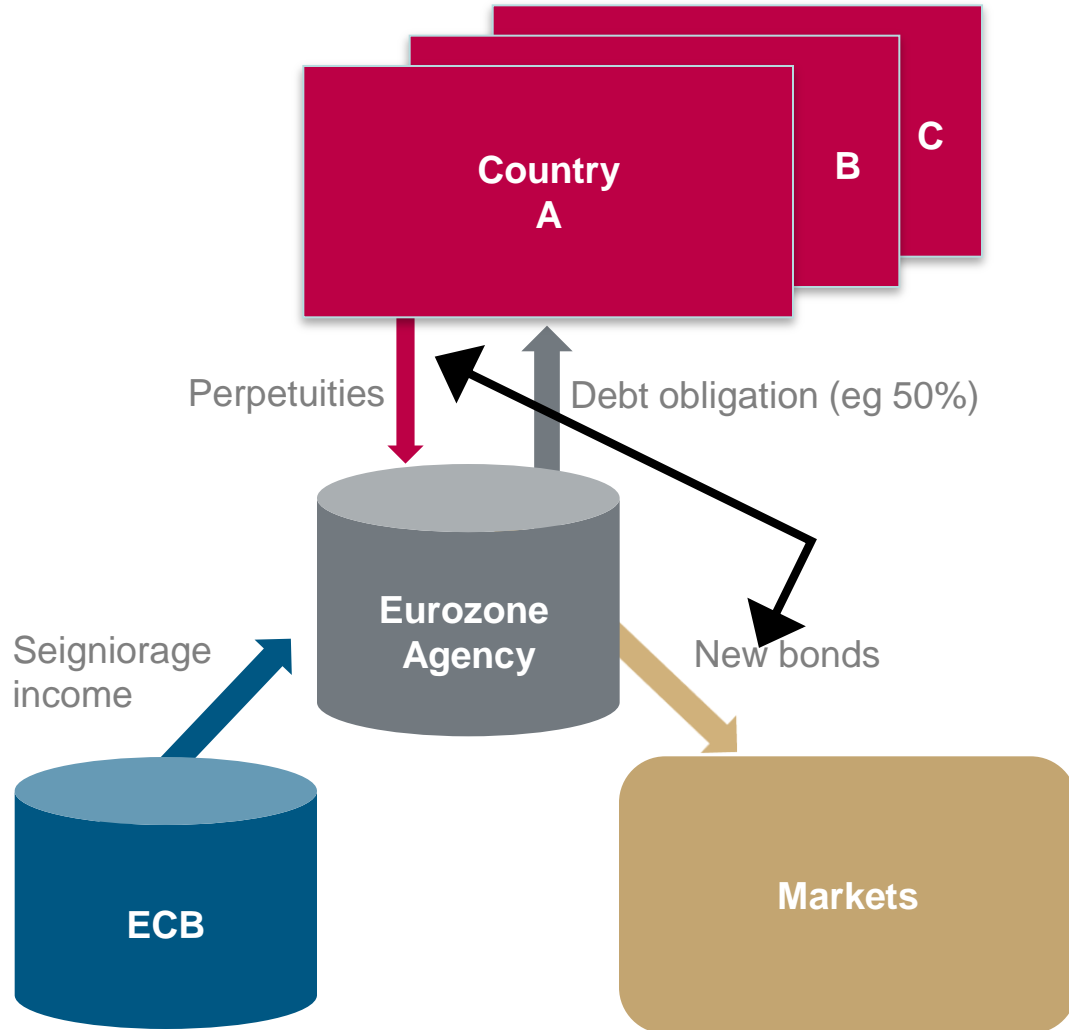 C
B
Country
A
Perpetuities
Debt obligation (eg 50%)
Eurozone
Agency
Seigniorage
income
New bonds
ECB
Markets